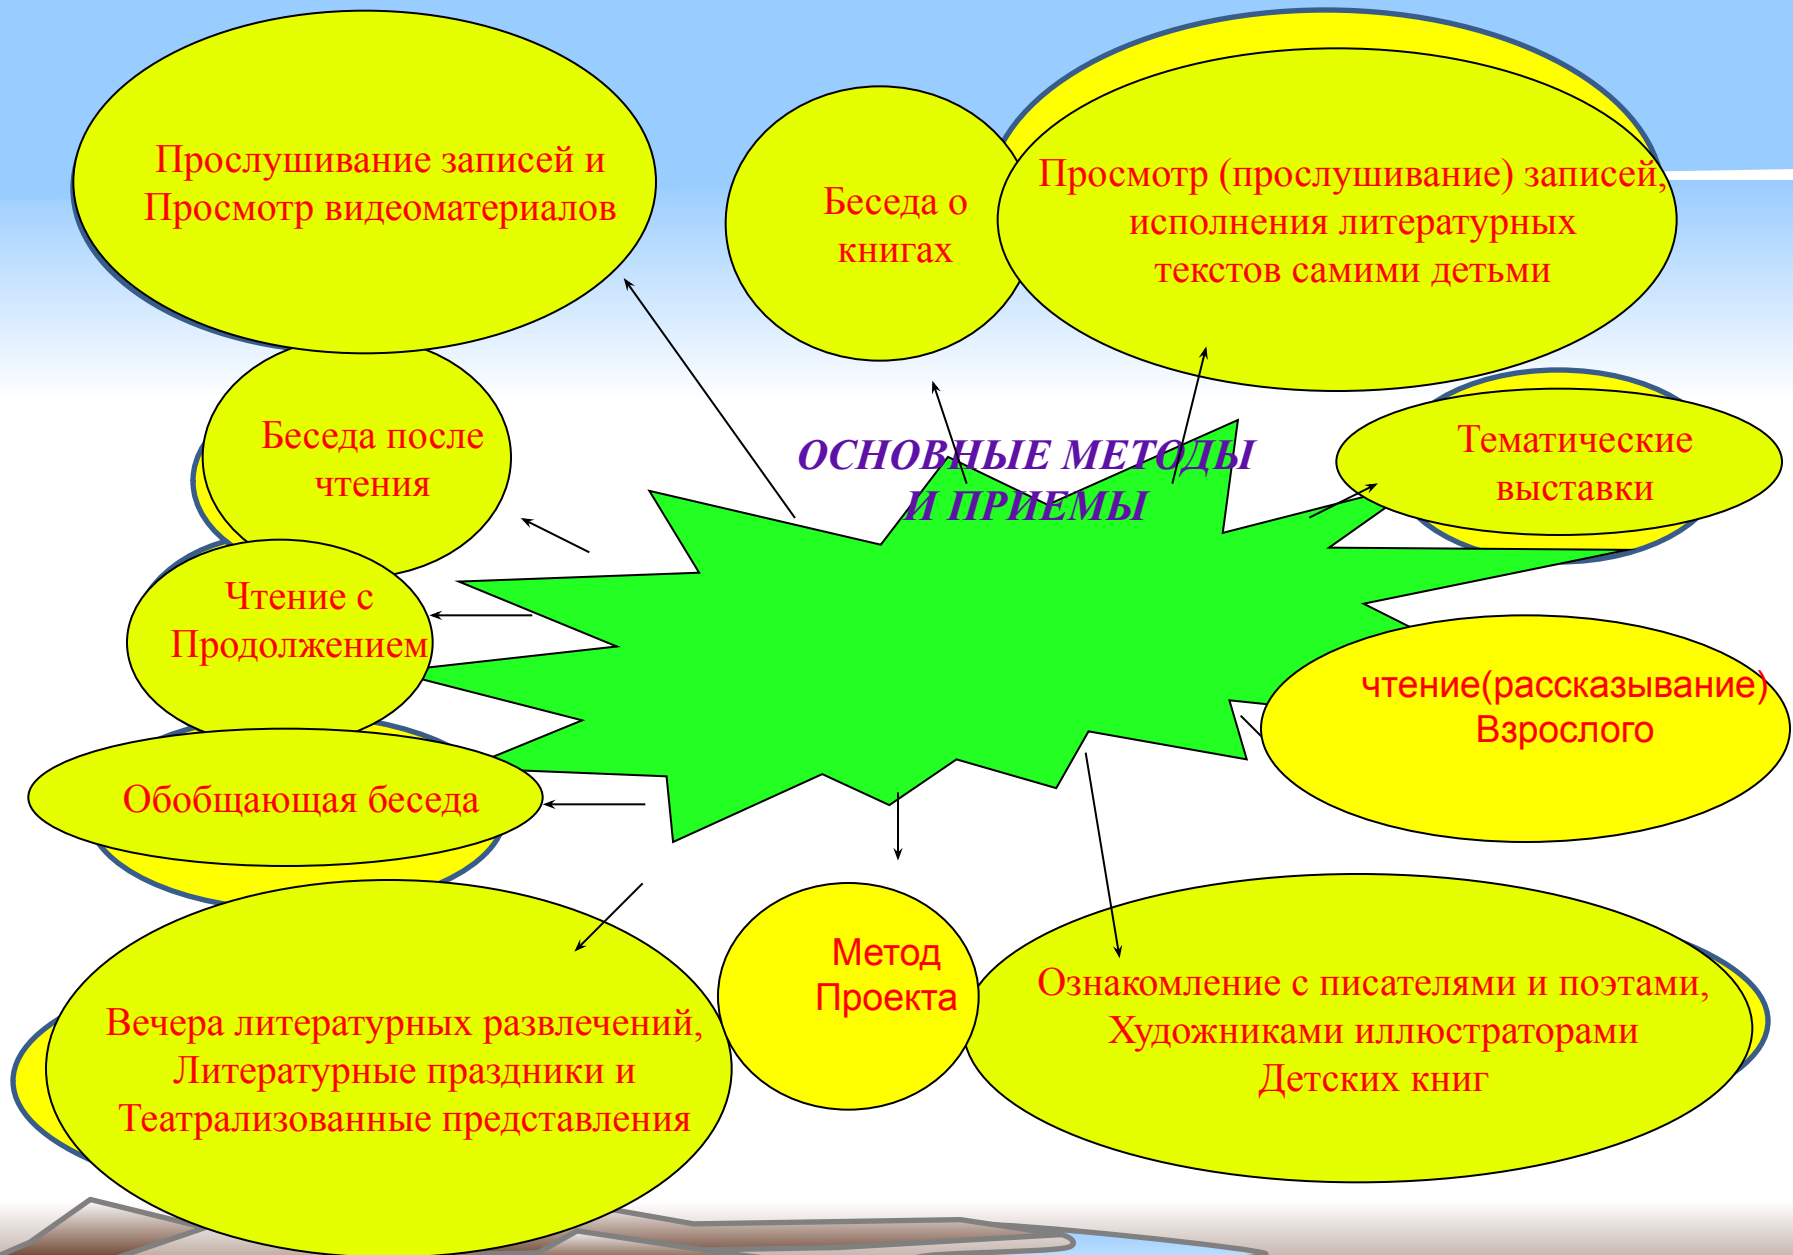 Прослушивание записей и
Просмотр видеоматериалов
Беседа о
книгах
Просмотр (прослушивание) записей,
исполнения литературных
текстов самими детьми
Беседа после
чтения
ОСНОВНЫЕ МЕТОДЫ
И ПРИЕМЫ
Тематические
выставки
Чтение с
Продолжением
чтение(рассказывание)
Взрослого
Обобщающая беседа
Метод
Проекта
Ознакомление с писателями и поэтами,
Художниками иллюстраторами
Детских книг
Вечера литературных развлечений,
Литературные праздники и
Театрализованные представления